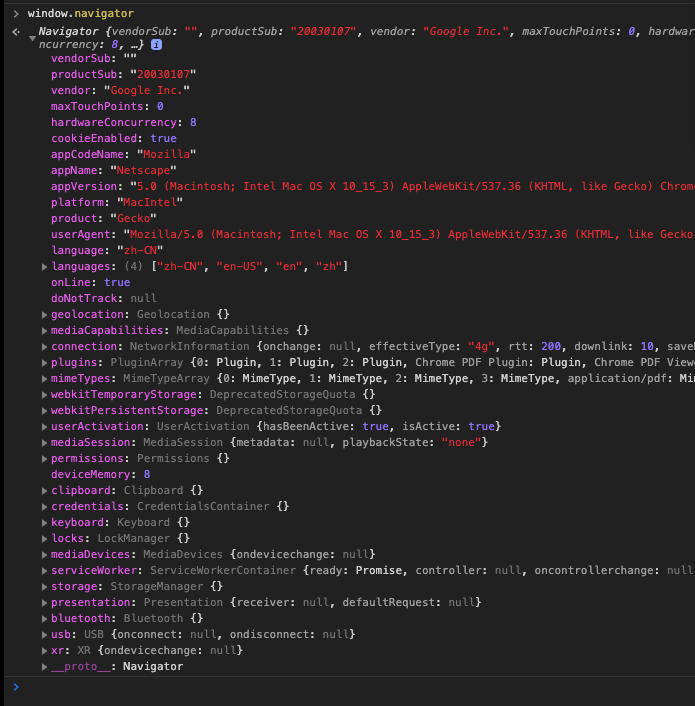 window.navigator
Navigator {vendorSub: "", productSub: "20030107", vendor: "Google Inc.", maxTouchPoints: 0, hardwar
ncurrency: 8, …} i
vendorSub: ""
productSub: "20030107"
vendor: "Google Inc."
maxTouchPoints: 0
hardwareConcurrency: 8
cookieEnabled: true
appCodeName: "Mozilla"
appName: "Netscape"
appVersion: "5.0 (Macintosh; Intel Mac OS X 10_15_3) AppleWebKit/537.36 (KHTML, like Gecko) Chrom
platform: "MacIntel"
product: "Gecko"
userAgent: "Mozilla/5.0 (Macintosh; Intel Mac OS X 10_15_3) AppleWebKit/537.36 (KHTML, like Gecko
language: "zh-CN"
languages: (4) ["zh-CN", "en-US", "en", "zh"]
onLine: true
doNotTrack: null
geolocation: Geolocation {}
mediaCapabilities: MediaCapabilities {}
connection: NetworkInformation {onchange: null, effectiveType: "4g", rtt: 200, downlink: 10, save
plugins: PluginArray {0: Plugin, 1: Plugin, 2: Plugin, Chrome PDF Plugin: Plugin, Chrome PDF View
mimeTypes: MimeTypeArray {0: MimeType, 1: MimeType, 2: MimeType, 3: MimeType, application/pdf: Mi
webkitTemporaryStorage: DeprecatedStorageQuota {}
webkitPersistentStorage: DeprecatedStorageQuota {}
userActivation: UserActivation {hasBeenActive: true, isActive: true}
mediaSession: MediaSession {metadata: null, playbackState: "none"}
permissions: Permissions {}
deviceMemory: 8
clipboard: Clipboard {}
credentials: CredentialsContainer {}
keyboard: Keyboard {}
locks: LockManager {}
mediaDevices: MediaDevices {ondevicechange: null}
serviceWorker: ServiceWorkerContainer {ready: Promise, controller: null, oncontrollerchange: null
storage: StorageManager {}
presentation: Presentation {receiver: null, defaultRequest: null}
bluetooth: Bluetooth {}
usb: USB {onconnect: null, ondisconnect: null}
xr: XR {ondevicechange: null}
__proto__: Navigator